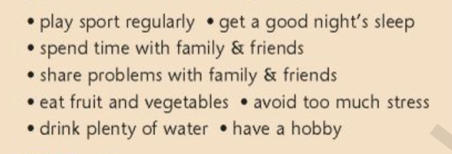 • play sport regularly • get a good night's sleep
• spend time with family & friends
• share problems with family & friends
• eat fruit and vegetables • avoid too much stress
• drink plenty of water • have a hobby